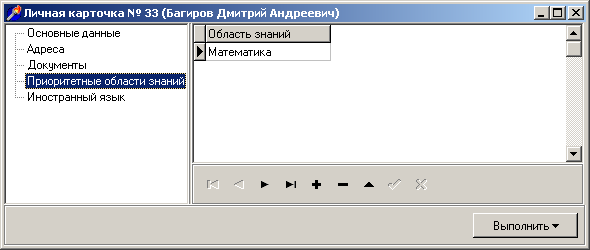 Личная карточка № 33 (Багиров Дмитрий Андреевич)
Основные данные
Адреса
Документы
Приоритетные области знаний
Иностранный язык
Область знаний
Математика
Выполнить